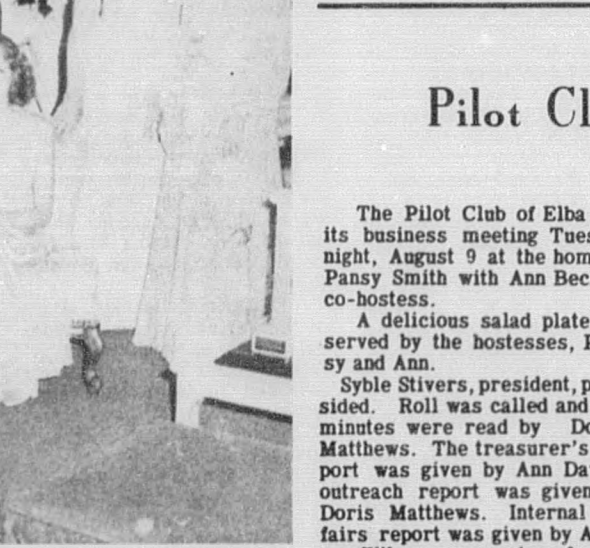 Pilot Cl
The Pilot Club of Elba
its business meeting Tues
night, August 9 at the hom
Pansy Smith with Ann Bec
co-hostess.
A delicious salad plate
served by the hostesses, P
sy and Ann.
Syble Stivers, president, p
sided. Roll was called and
minutes were read by Do
Matthews. The treasurer's
port was given by Ann Da
outreach report was given
Doris Matthews. Internal
fairs report was given by A